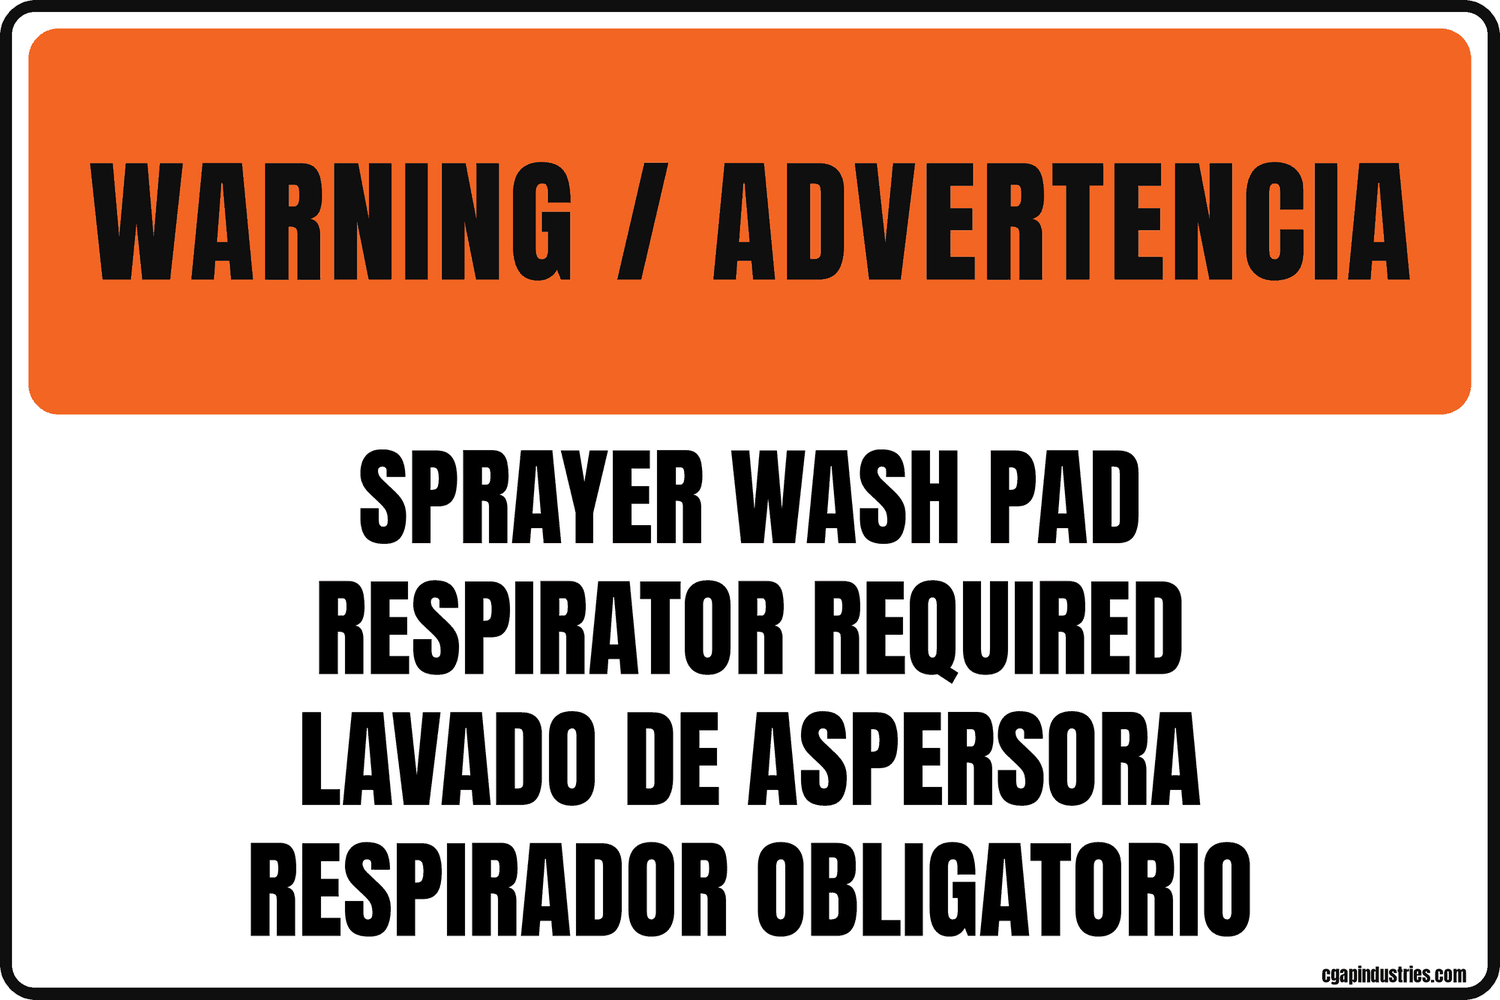 WARNING / ADVERTENCIA
SPRAYER WASH PAD
RESPIRATOR REQUIRED
LAVADO DE ASPERSORA
RESPIRADOR OBLIGATORIO
cgapindustries.com